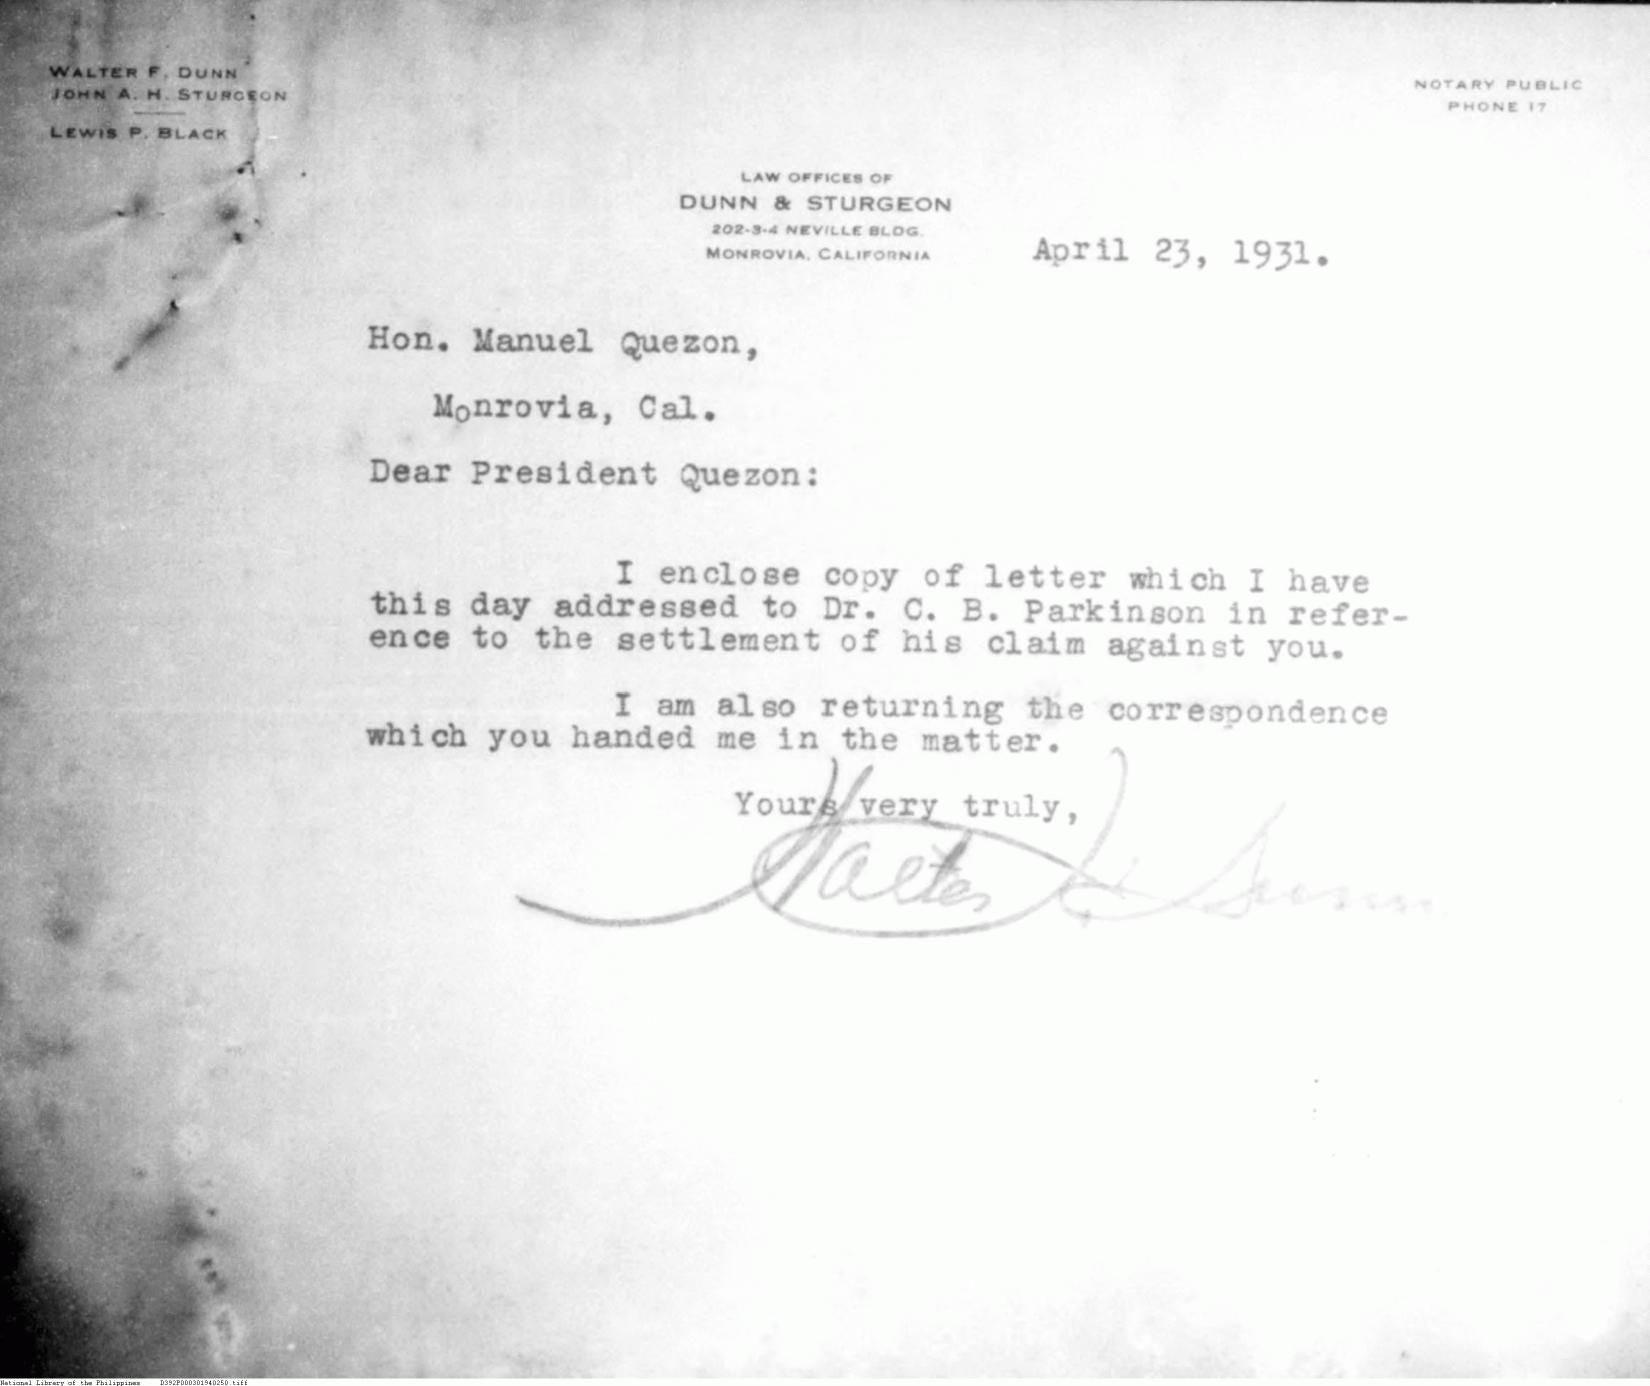 WALTER F. DUNN
JOHN A. H. STURGEON
LEWIS P. BLACK
NOTARY PUBLIC
PHONE 17
LAW OFFICES OF
DUNN & STURGEON
202-3-4 NEVILLE BLDG.
MONROVIA, CALIFORNIA
April 23, 1931.
Hon. Manuel Quezon,
Monrovia, Cal.
Dear President Quezon:
I enclose copy of letter which I have
this day addressed to Dr. C. B. Parkinson in refer-
ence to the settlement of his claim against you.
I am also returning the correspondence
which you handed me in the matter.
Yours very truly,
Walter F. Dunn
National Library of the Philippines D392P000301940250.tiff